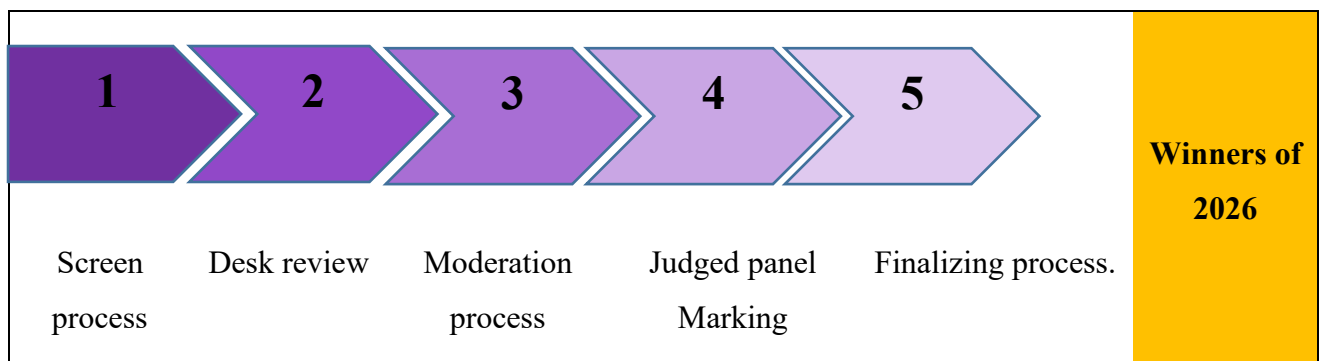 1
2
3
4
5
Winners of
2026
Screen
process
Desk review
Moderation
process
Judged panel
Marking
Finalizing process.